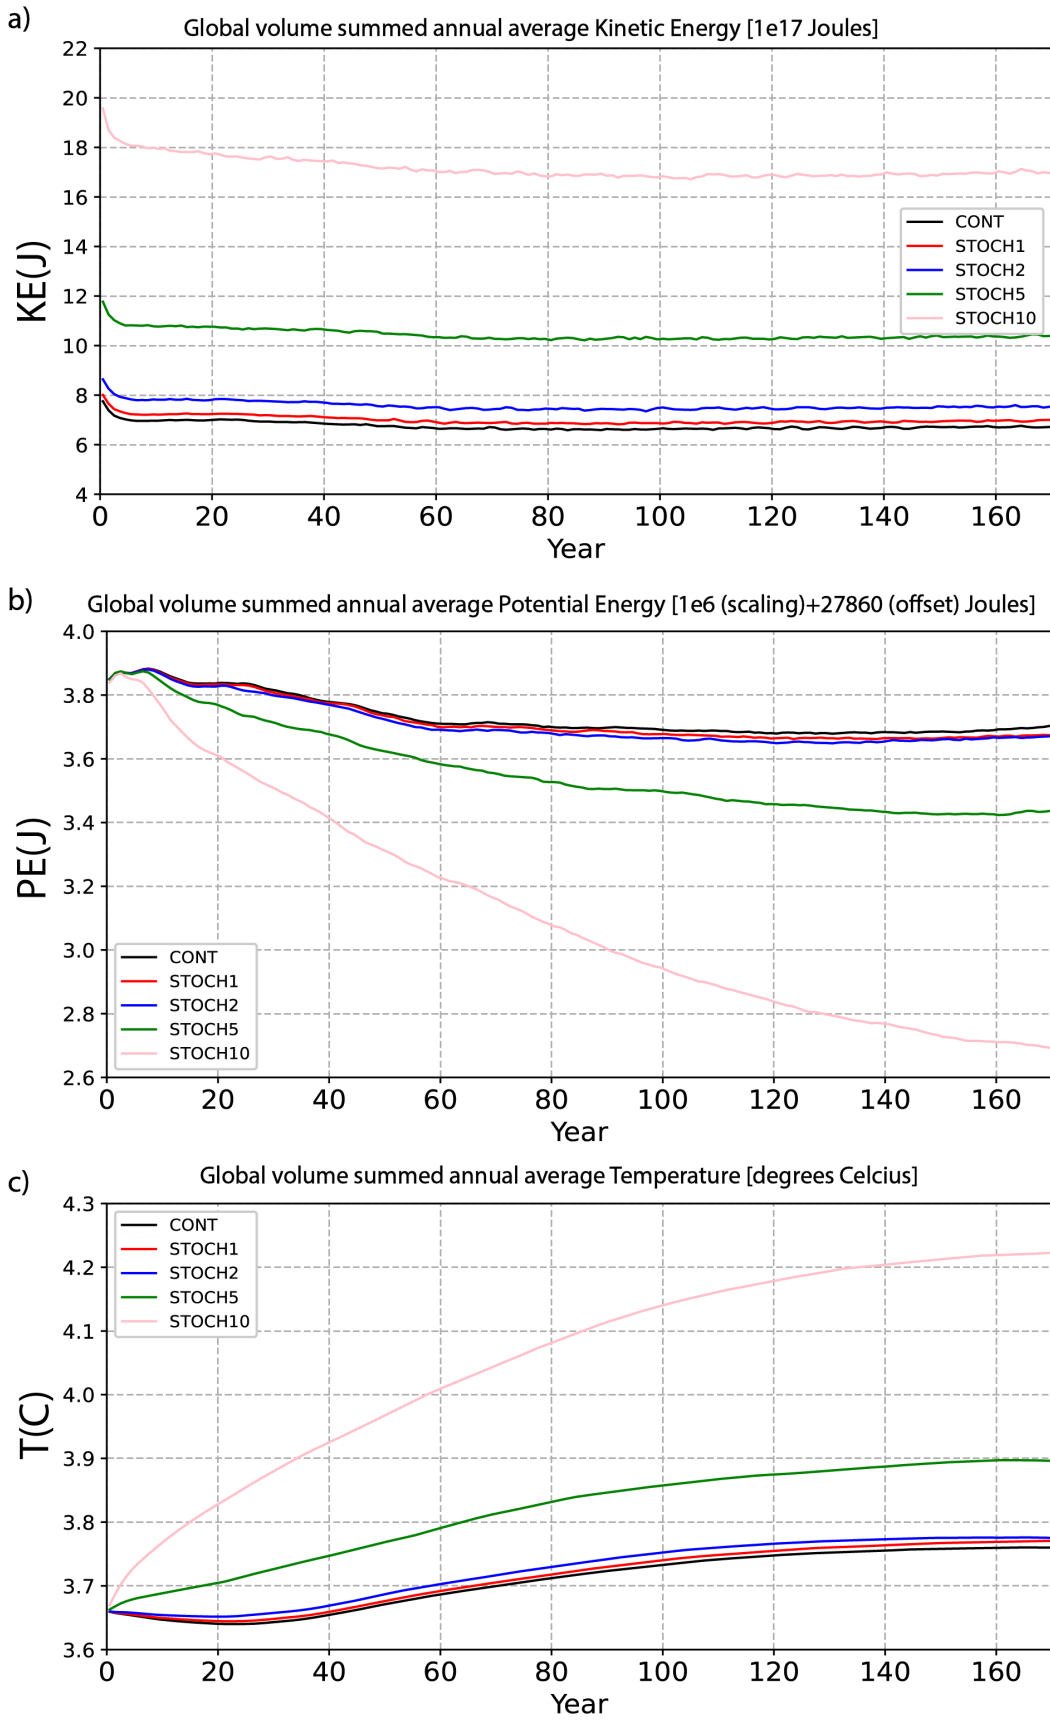 a)
Global volume summed annual average Kinetic Energy [1e17 Joules]
22
20
18
16
14
12
10
8
6
4
KE(J)
CONT
STOCH1
STOCH2
STOCH5
STOCH10
0 20 40 60 80 100 120 140 160
Year
b)
Global volume summed annual average Potential Energy [1e6 (scaling)+27860 (offset) Joules]
4.0
3.8
3.6
3.4
3.2
3.0
2.8
2.6
PE(J)
CONT
STOCH1
STOCH2
STOCH5
STOCH10
0 20 40 60 80 100 120 140 160
Year
c)
Global volume summed annual average Temperature [degrees Celcius]
4.3
4.2
4.1
4.0
3.9
3.8
3.7
3.6
T(C)
CONT
STOCH1
STOCH2
STOCH5
STOCH10
0 20 40 60 80 100 120 140 160
Year